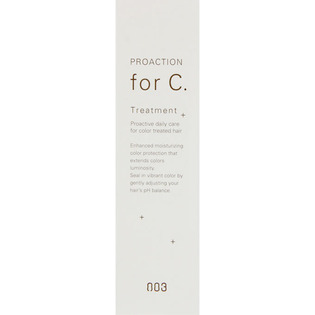 PROACTION
for C.
Treatment
Proactive daily care
for color treated hair
Enhanced moisturizing
color protection that
extends colors
luminosity.
Seal in vibrant color by
gently adjusting your
hair's pH balance.
003